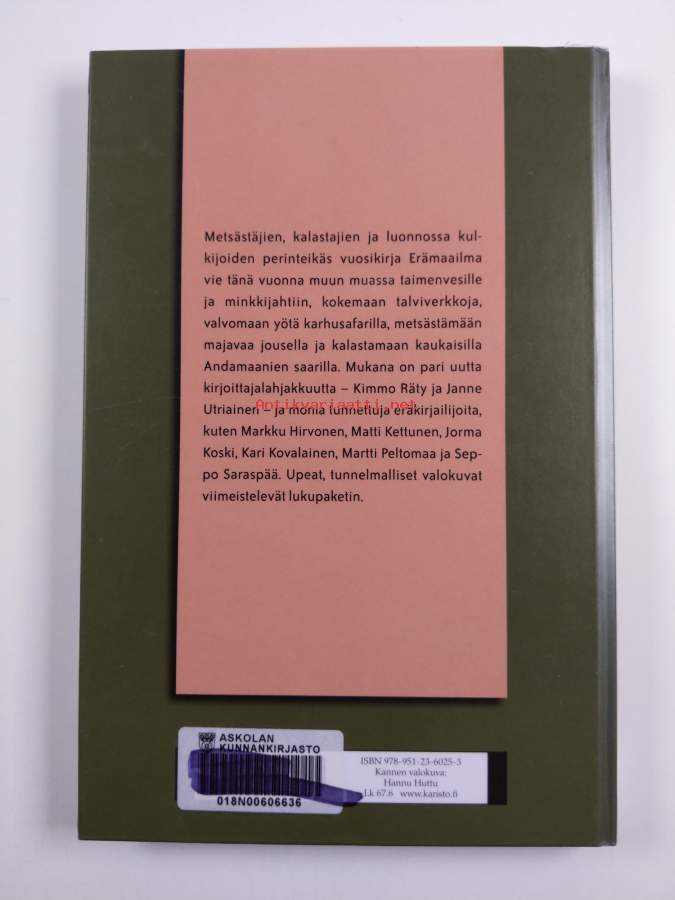 Metsästäjien, kalastajien ja luonnossa kul-
kijoiden perinteikäs vuosikirja Erämaailma
vie tänä vuonna muun muassa taimenvesille
ja minkkijahtiin, kokemaan talviverkkoja,
valvomaan yötä karhusafarilla, metsästämään
majavaa jousella ja kalastamaan kaukaisilla
Andamaanien saarilla. Mukana on pari uutta
kirjoittajalahjakkuutta – Kimmo Räty ja Janne
Antikvariaatti.net
Utriainen – ja monia tunnettuja eräkirjailijoita,
kuten Markku Hirvonen, Matti Kettunen, Jorma
Koski, Kari Kovalainen, Martti Peltomaa ja Sep-
po Saraspää. Upeat, tunnelmalliset valokuvat
viimeistelevät lukupaketin.
ASKOLAN
KUNNANKIRJASTO
018N00606636
ISBN 978-951-23-6025-3
Kannen valokuva:
Hannu Huttu
Lk 67.6 www.karisto.fi